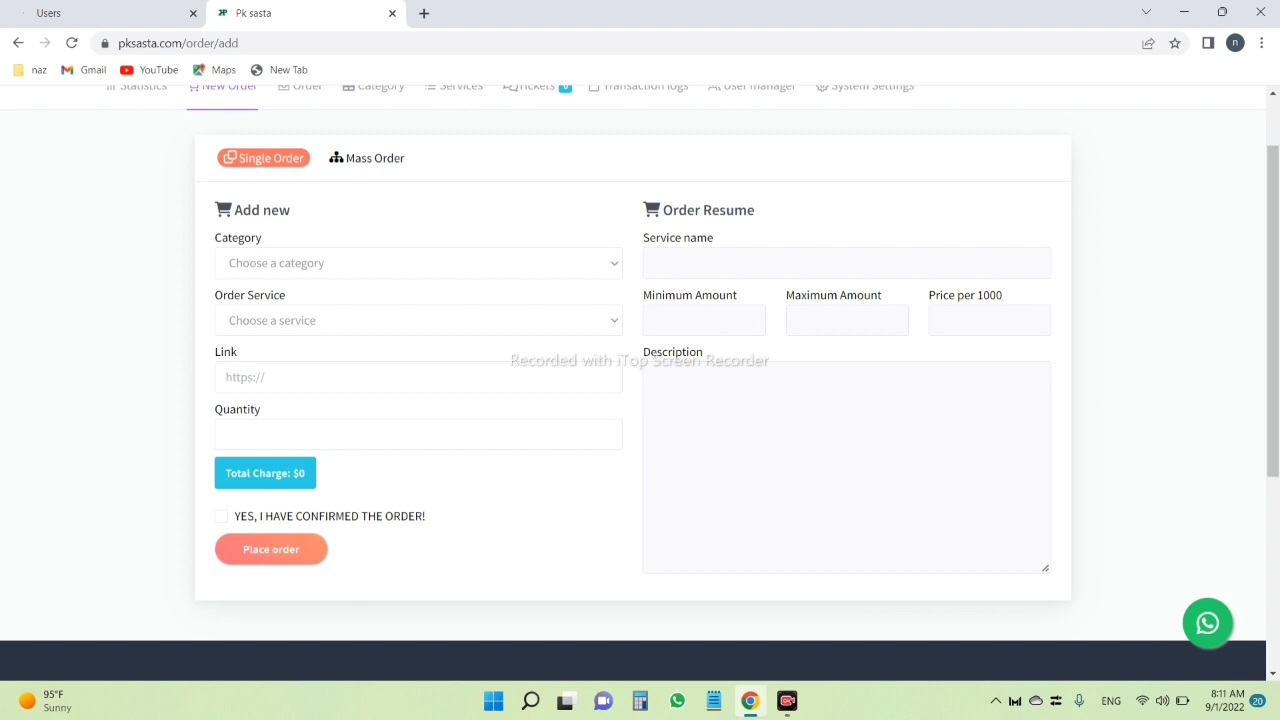 Users
Pk sasta
pksasta.com/order/add
n
naz
Gmail
YouTube
Maps
New Tab
Statistics
New Order
Order
Category
Services
Tickets
0
Transaction logs
User manager
System Settings
Single Order
Mass Order
Add new
Order Resume
Category
Service name
Choose a category
Order Service
Minimum Amount
Maximum Amount
Price per 1000
Choose a service
Link
Description
Recorded with iTop Screen Recorder
https://
Quantity
Total Charge: $0
YES, I HAVE CONFIRMED THE ORDER!
Place order
95°F
Sunny
ENG
8:11 AM
9/1/2022
20